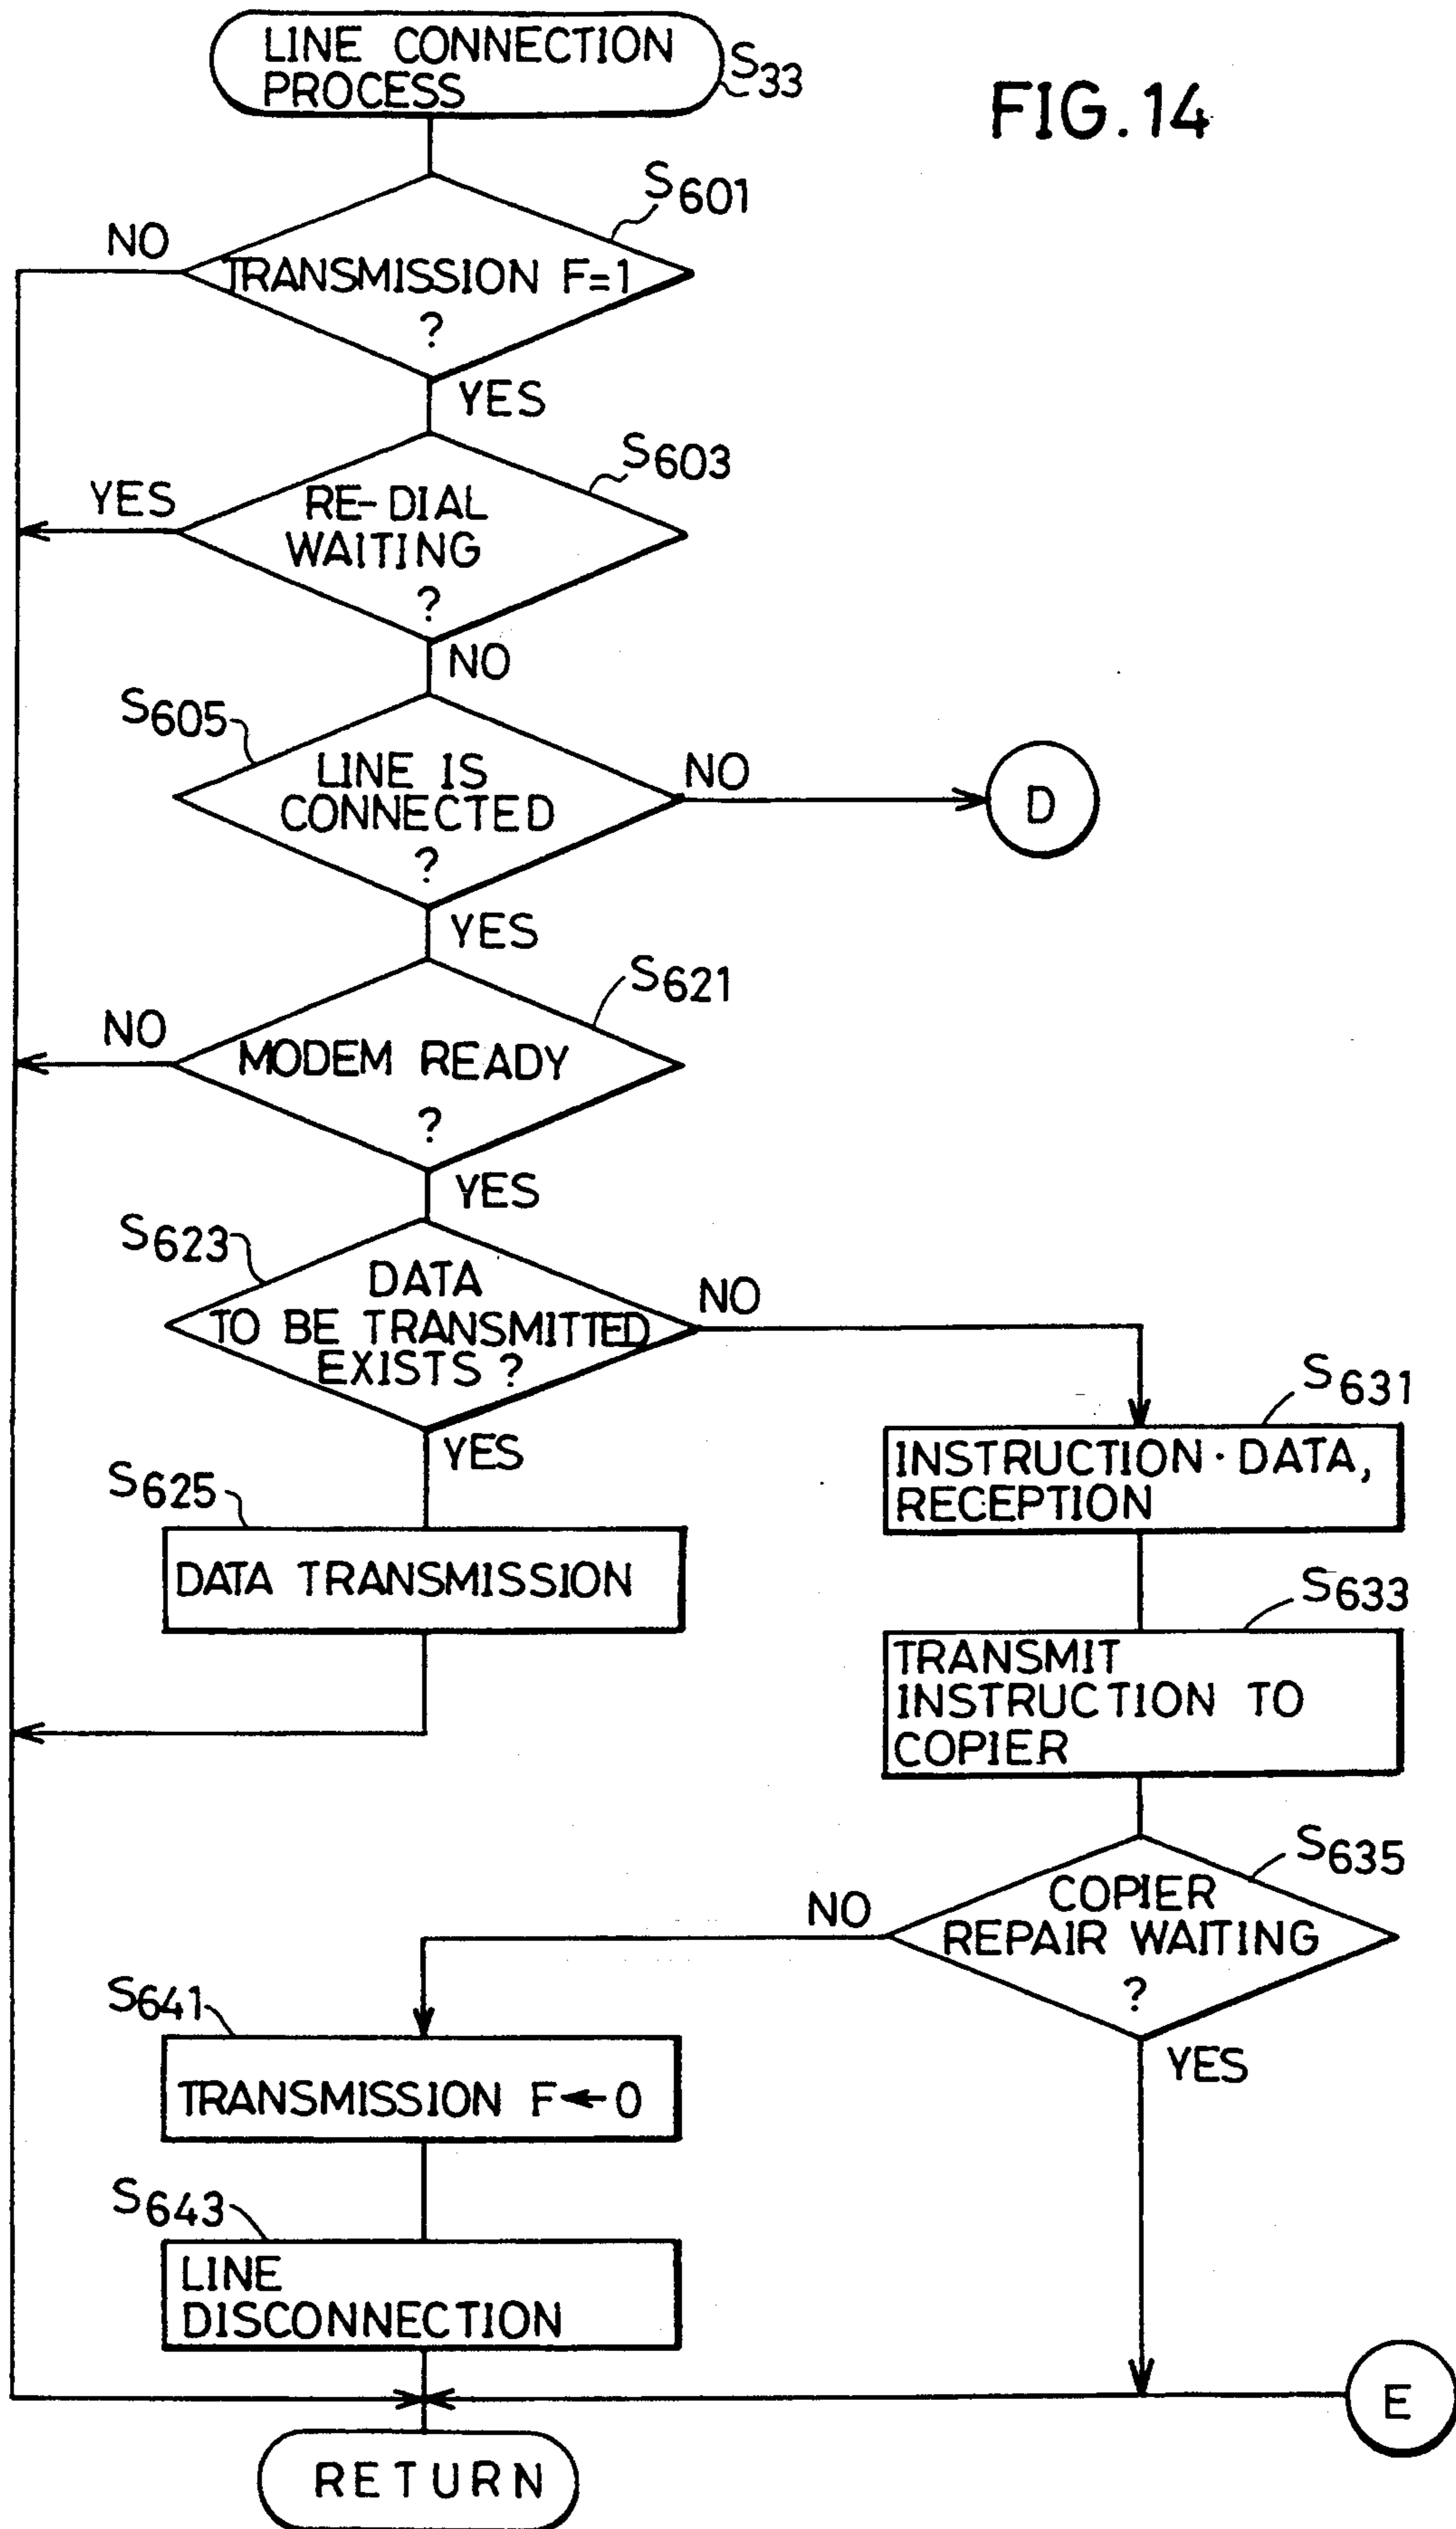 LINE CONNECTION
PROCESS
S33
FIG.14
S601
NO
TRANSMISSION F=1
?
YES
S603
YES
RE-DIAL
WAITING
?
NO
S605
LINE IS
CONNECTED
?
NO
D
YES
S621
NO
MODEM READY
?
YES
S623
DATA
TO BE TRANSMITTED
EXISTS ?
NO
YES
S631
INSTRUCTION · DATA,
RECEPTION
S625
DATA TRANSMISSION
S633
TRANSMIT
INSTRUCTION TO
COPIER
S635
NO
COPIER
REPAIR WAITING
?
YES
S641
TRANSMISSION F←0
S643
LINE
DISCONNECTION
E
RETURN